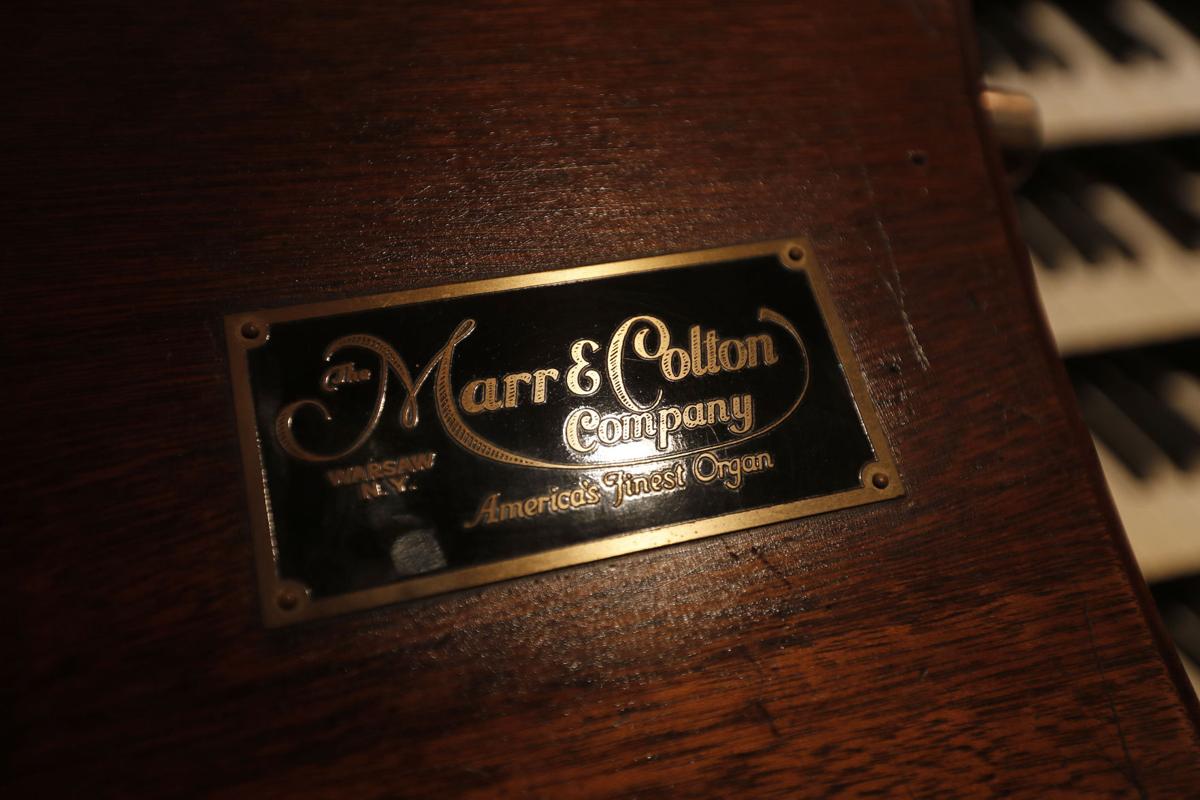 The Marr & Colton
Company
WARSAW
N.Y.
America's Finest Organ